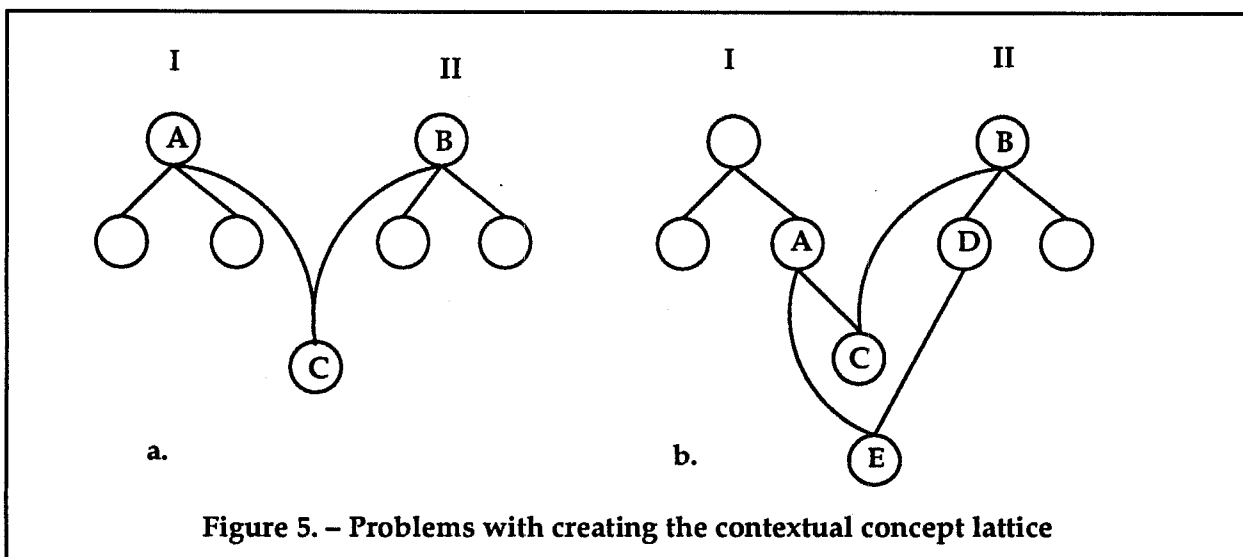 I II
A B
C
a.
I II
B
A D
C
b. E
Figure 5. – Problems with creating the contextual concept lattice